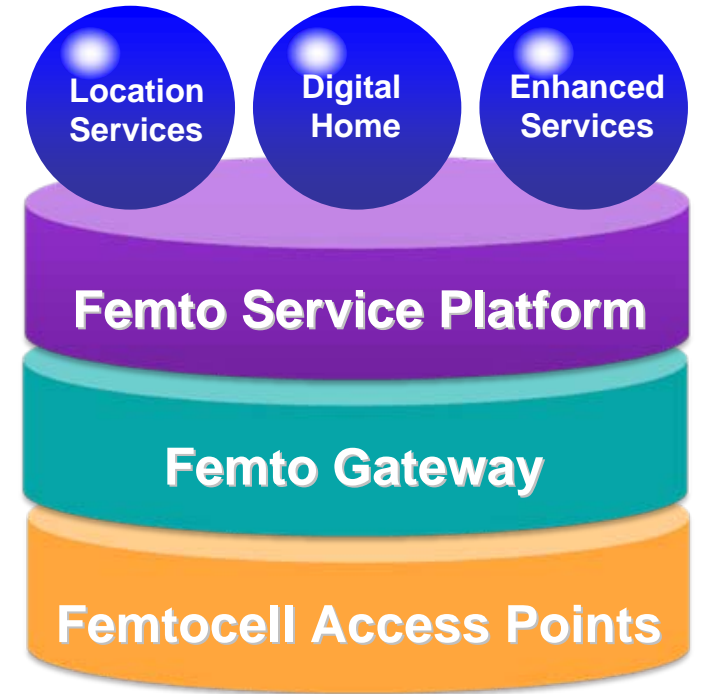 Location
Services
Digital
Home
Enhanced
Services
Femto Service Platform
Femto Gateway
Femtocell Access Points